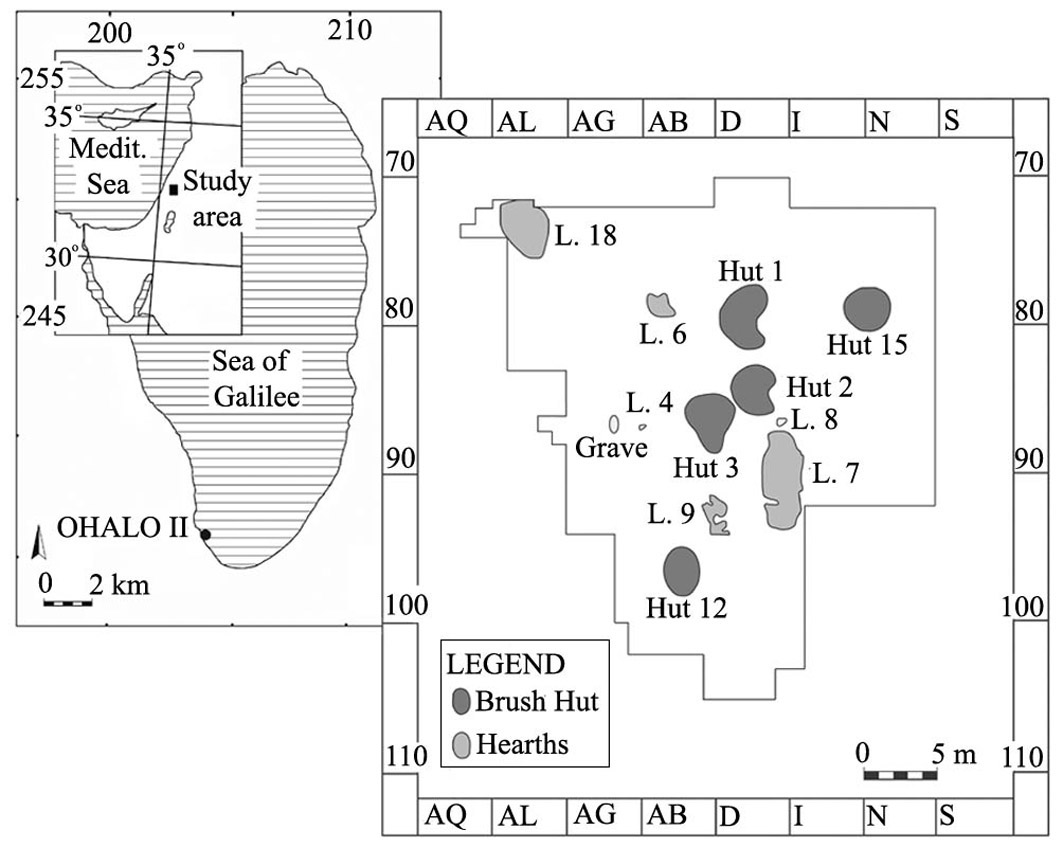 200
210
35°
255
35°
Medit.
Sea
Study
area
30°
245
Sea of
Galilee
OHALO II
0 2 km
AQ AL AG AB D I N S
70 70
L. 18
Hut 1
80 80
L. 6
Hut 15
Hut 2
L. 4
L. 8
Grave
90 90
Hut 3
L. 7
L. 9
Hut 12
100 100
LEGEND
Brush Hut
Hearths
0 5 m
110 110
AQ AL AG AB D I N S